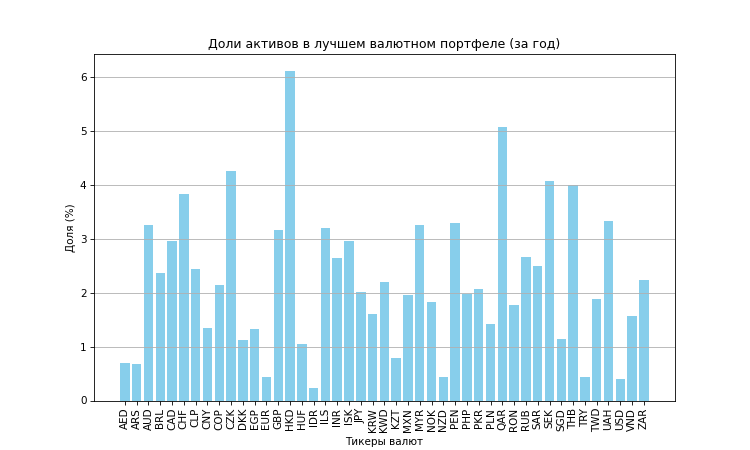 Доли активов в лучшем валютном портфеле (за год)
Доля (%)
6
5
4
3
2
1
0
AED ARS AUD BRL CAD CHF CLP CNY COP CZK DKK EGP EUR GBP HKD HUF IDR ILS INR ISK JPY KRW KWD KZT MXN MYR NOK NZD PEN PHP PKR PLN QAR RON RUB SAR SEK SGD THB TRY TWD UAH USD VND ZAR
Тикеры валют